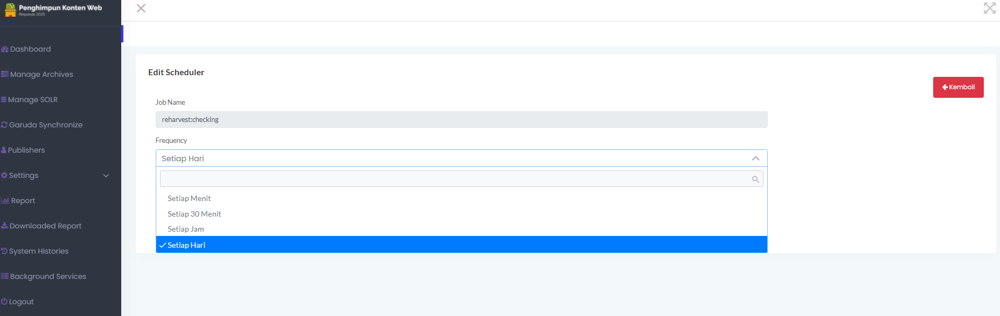 Penghimpun Konten Web
Perpusnas 2020
Dashboard
Manage Archives
Manage SOLR
Garuda Synchronize
Publishers
Settings
Report
Downloaded Report
System Histories
Background Services
Logout
Edit Scheduler
Kembali
Job Name
reharvest:checking
Frequency
Setiap Hari
Setiap Menit
Setiap 30 Menit
Setiap Jam
Setiap Hari